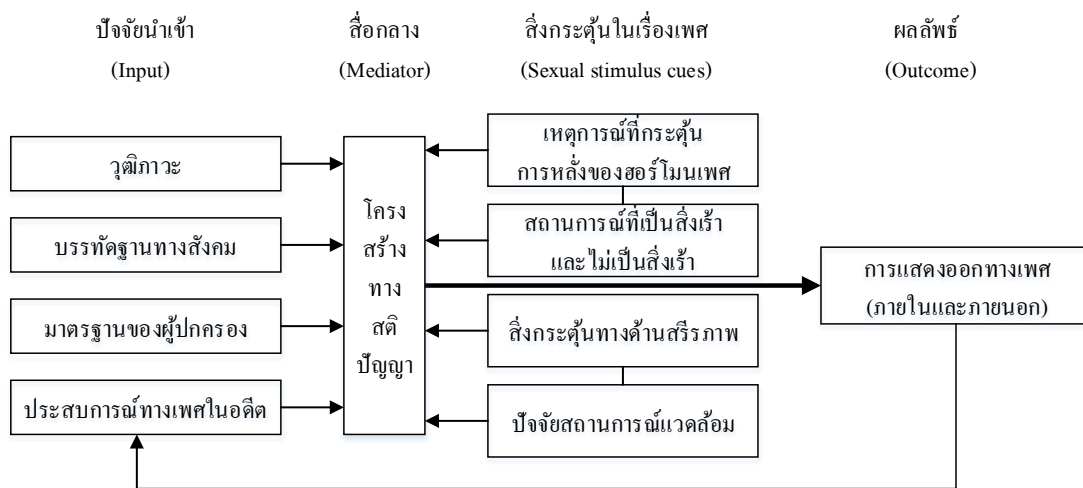 ปัจจัยนำเข้า
(Input)
สื่อกลาง
(Mediator)
สิ่งกระตุ้นในเรื่องเพศ
(Sexual stimulus cues)
ผลลัพธ์
(Outcome)
วุฒิภาวะ
บรรทัดฐานทางสังคม
มาตรฐานของผู้ปกครอง
ประสบการณ์ทางเพศในอดีต
โครง
สร้าง
ทาง
สติ
ปัญญา
เหตุการณ์ที่กระตุ้น
การหลั่งของฮอร์โมนเพศ
สถานการณ์ที่เป็นสิ่งเร้า
และไม่เป็นสิ่งเร้า
สิ่งกระตุ้นทางด้านสรีรภาพ
ปัจจัยสถานการณ์แวดล้อม
การแสดงออกทางเพศ
(ภายในและภายนอก)